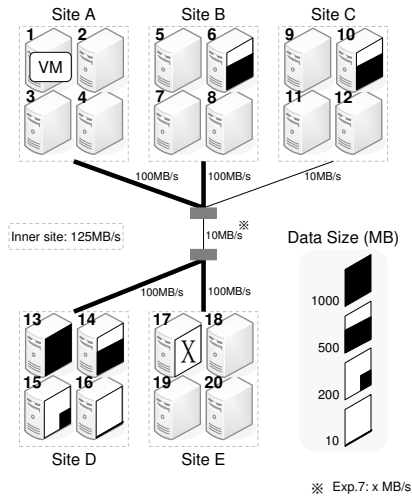 Site A Site B Site C
1 2 5 6 9 10
VM
3 4 7 8 11 12
100MB/s 100MB/s 10MB/s
※
Inner site: 125MB/s 10MB/s
Data Size (MB)
100MB/s 100MB/s
1000
13 14 17 18
X
500
15 16 19 20
200
10
Site D Site E
※ Exp.7: x MB/s